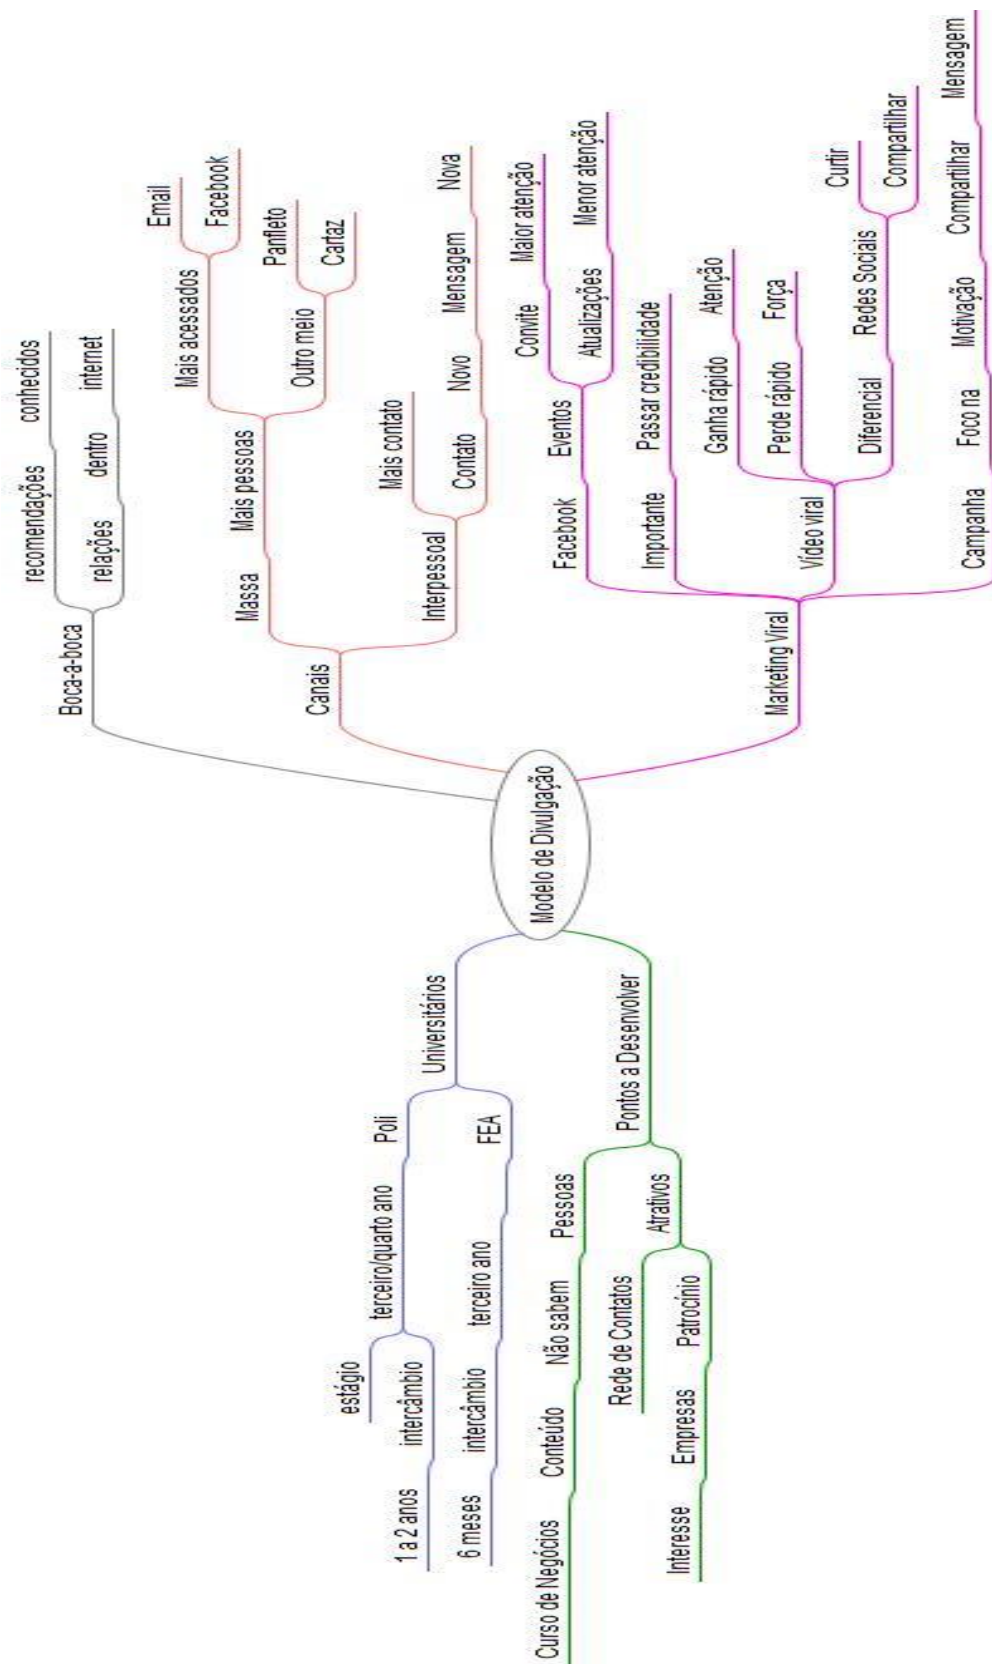 Modelo de Divulgação
Boca-a-boca
recomendações
conhecidos
relações
dentro
internet
Canais
Massa
Mais pessoas
Mais acessados
Email
Facebook
Outro meio
Panfleto
Cartaz
Interpessoal
Mais contato
Contato
Novo
Mensagem
Nova
Marketing Viral
Facebook
Eventos
Convite
Maior atenção
Atualizações
Menor atenção
Importante
Passar credibilidade
Vídeo viral
Ganha rápido
Atenção
Perde rápido
Força
Diferencial
Redes Sociais
Curtir
Compartilhar
Campanha
Foco na
Motivação
Compartilhar
Mensagem
Universitários
Poli
terceiro/quarto ano
estágio
intercâmbio
1 a 2 anos
FEA
terceiro ano
intercâmbio
6 meses
Pontos a Desenvolver
Pessoas
Não sabem
Conteúdo
Curso de Negócios
Atrativos
Rede de Contatos
Patrocínio
Empresas
Interesse